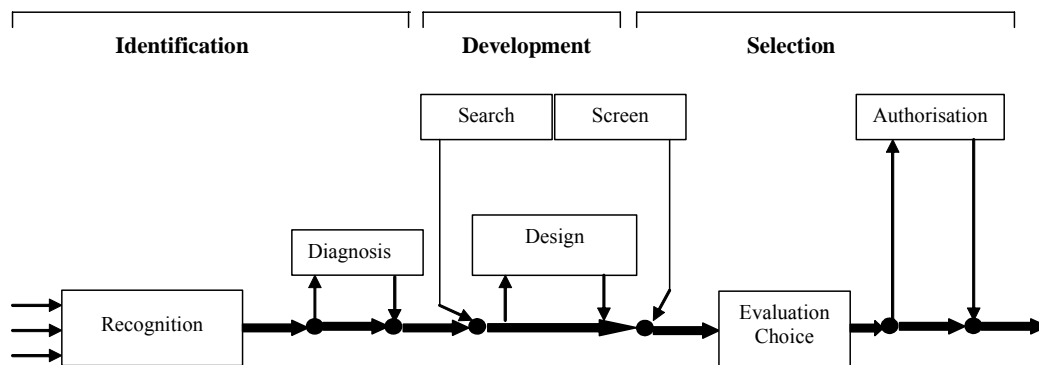 Identification
Development
Selection
Search
Screen
Authorisation
Diagnosis
Design
Recognition
Evaluation
Choice